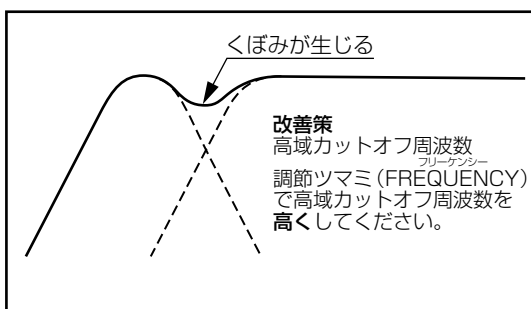 くぼみが生じる
改善策
高域カットオフ周波数
フリーケンシー
調節ツマミ(FREQUENCY)
で高域カットオフ周波数を
高くしてください。